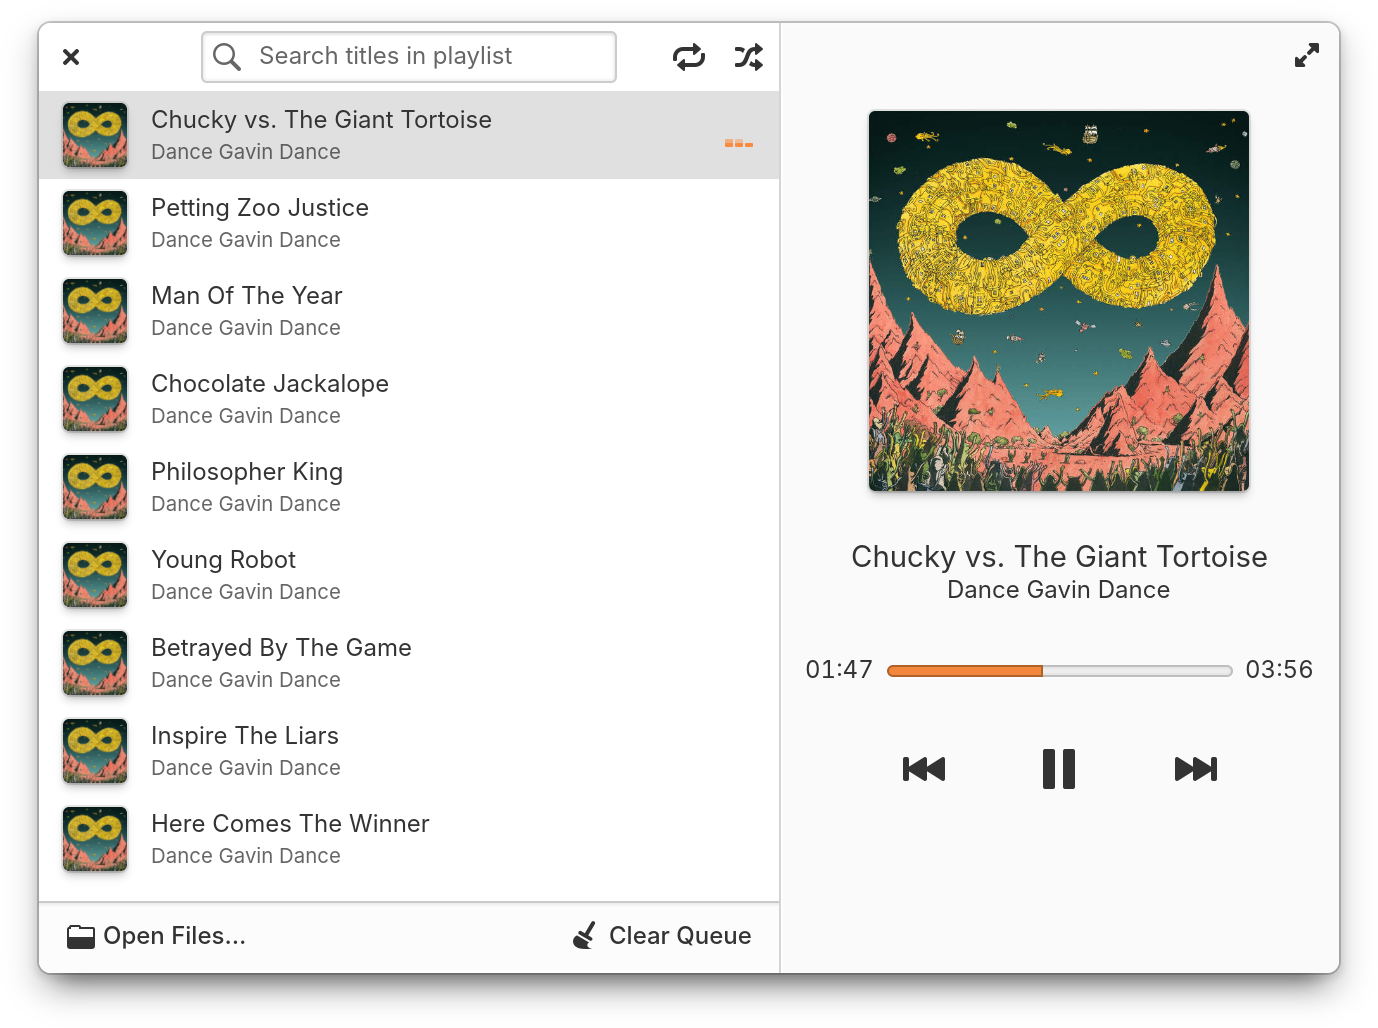 Search titles in playlist
Chucky vs. The Giant Tortoise
Dance Gavin Dance
Petting Zoo Justice
Dance Gavin Dance
Man Of The Year
Dance Gavin Dance
Chocolate Jackalope
Dance Gavin Dance
Philosopher King
Dance Gavin Dance
Young Robot
Dance Gavin Dance
Betrayed By The Game
Dance Gavin Dance
Inspire The Liars
Dance Gavin Dance
Here Comes The Winner
Dance Gavin Dance
Open Files...
Clear Queue
Chucky vs. The Giant Tortoise
Dance Gavin Dance
01:47
03:56